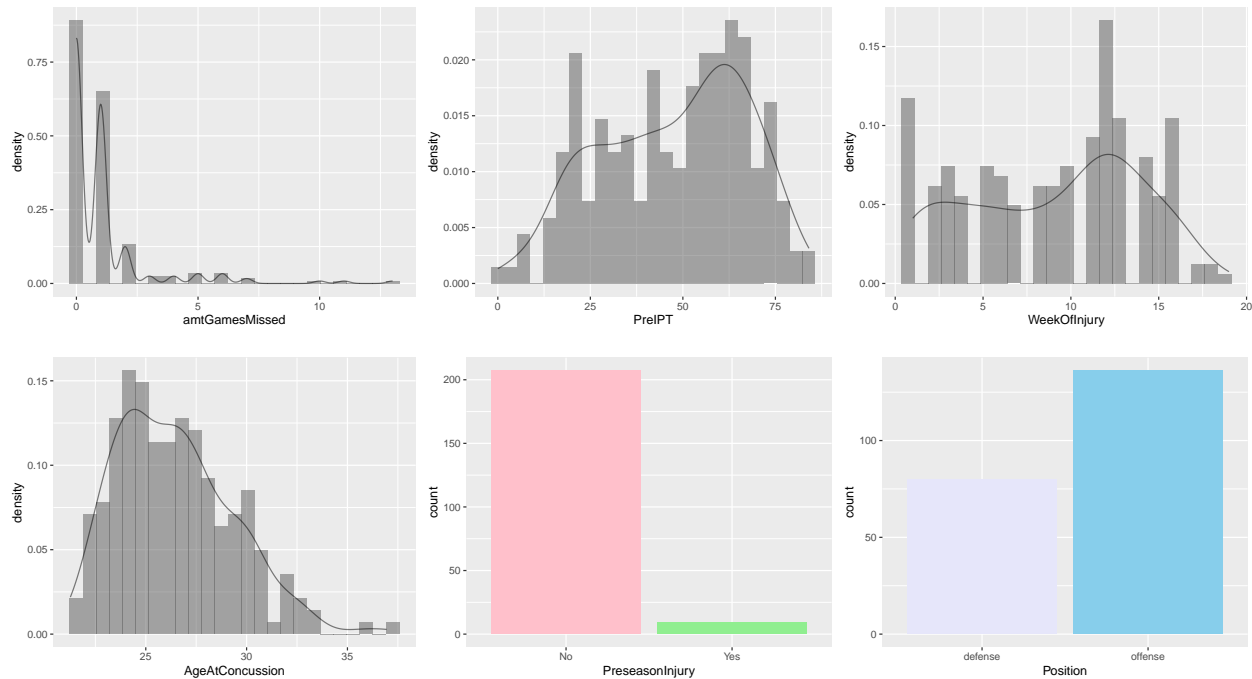 density
0.75
0.50
0.25
0.00
0 5 10
amtGamesMissed
density
0.020
0.015
0.010
0.005
0.000
0 25 50 75
PreIPT
density
0.15
0.10
0.05
0.00
0 5 10 15 20
WeekOfInjury
density
0.15
0.10
0.05
0.00
25 30 35
AgeAtConcussion
count
200
150
100
50
0
No Yes
PreseasonInjury
count
100
50
0
defense offense
Position